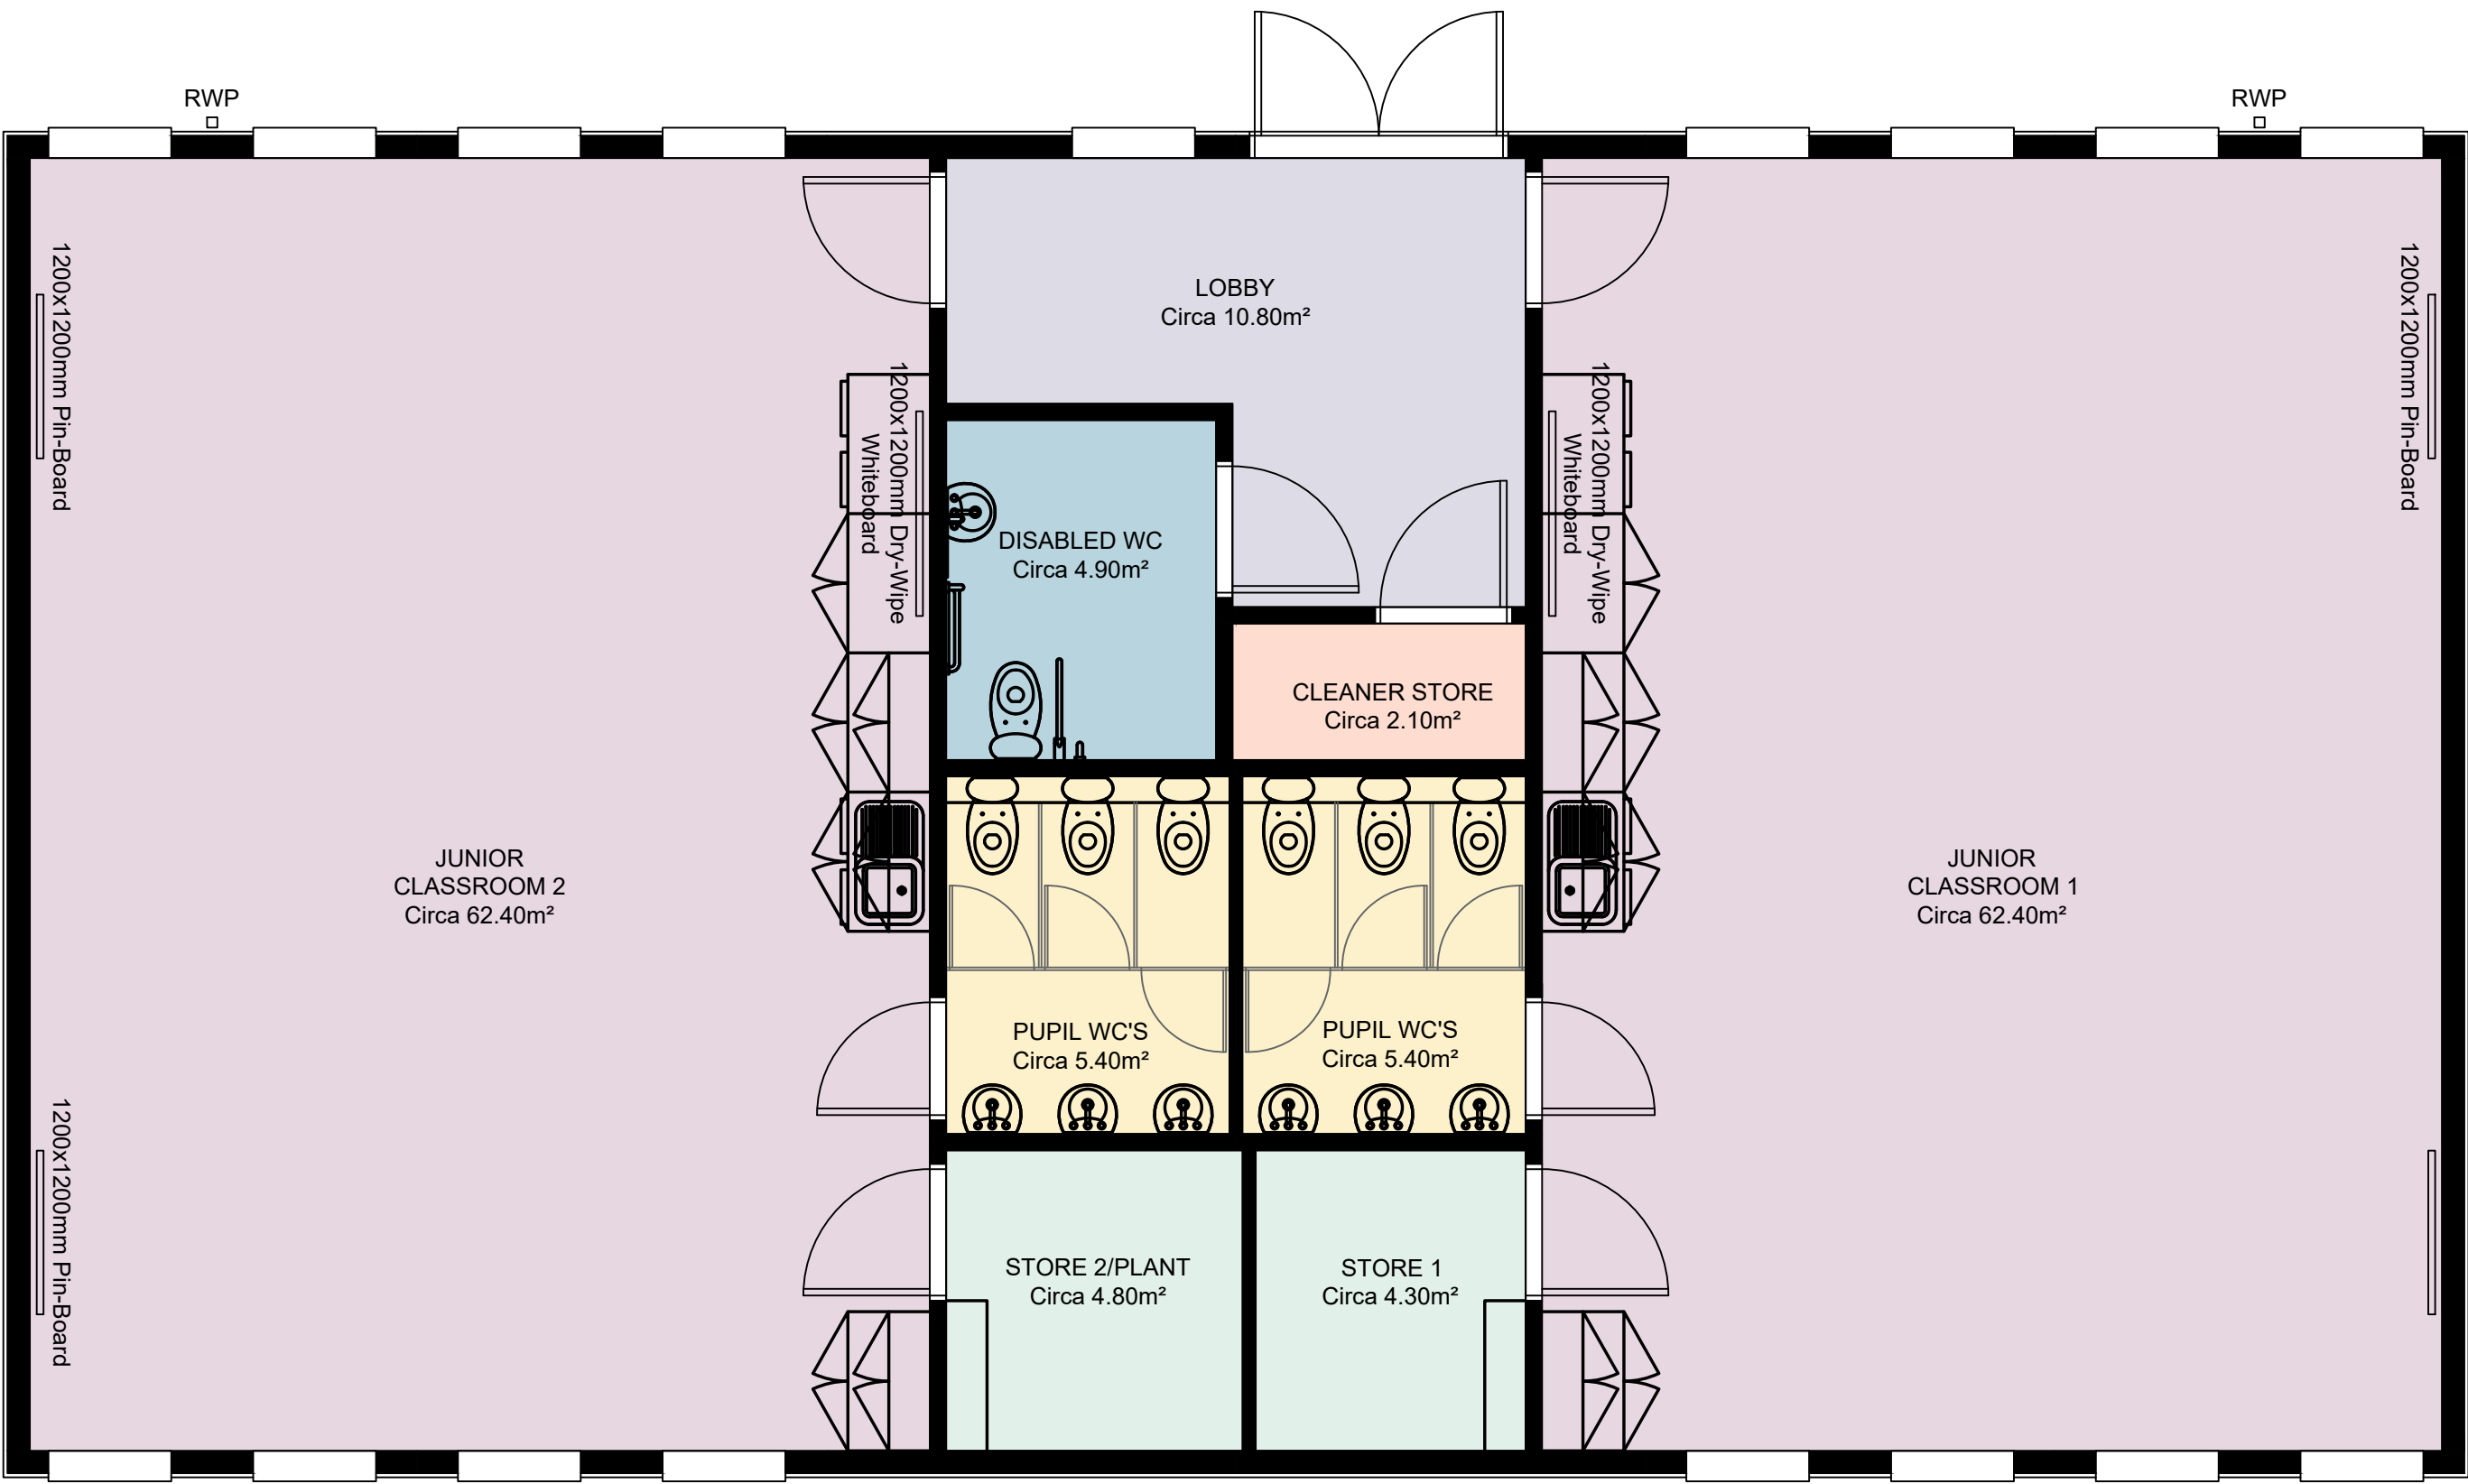 RWP
RWP
1200x1200mm Pin-Board
1200x1200mm Dry-Wipe
Whiteboard
LOBBY
Circa 10.80m²
1200x1200mm Dry-Wipe
Whiteboard
1200x1200mm Pin-Board
DISABLED WC
Circa 4.90m²
CLEANER STORE
Circa 2.10m²
JUNIOR
CLASSROOM 2
Circa 62.40m²
JUNIOR
CLASSROOM 1
Circa 62.40m²
PUPIL WC'S
Circa 5.40m²
PUPIL WC'S
Circa 5.40m²
1200x1200mm Pin-Board
STORE 2/PLANT
Circa 4.80m²
STORE 1
Circa 4.30m²